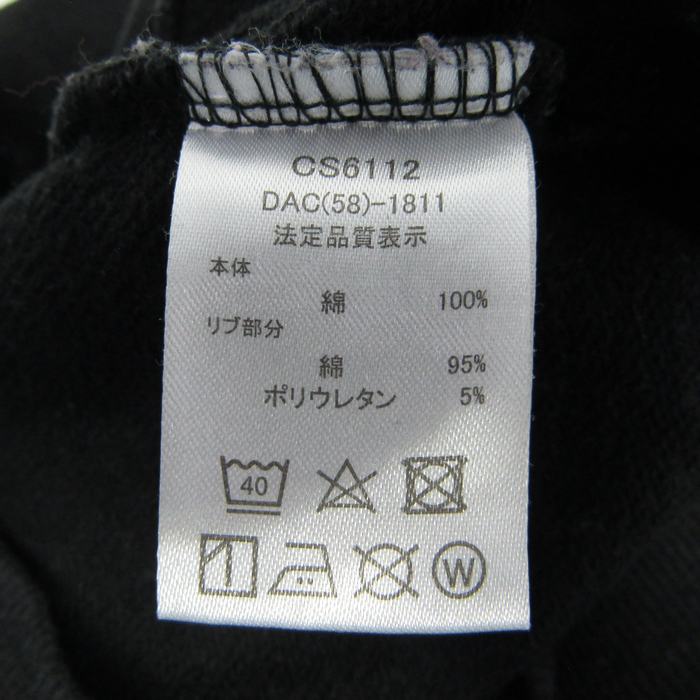 CS6112
DAC(58)-1811
法定品質表示
本体
綿 100%
リブ部分
綿 95%
ポリウレタン 5%
40
W